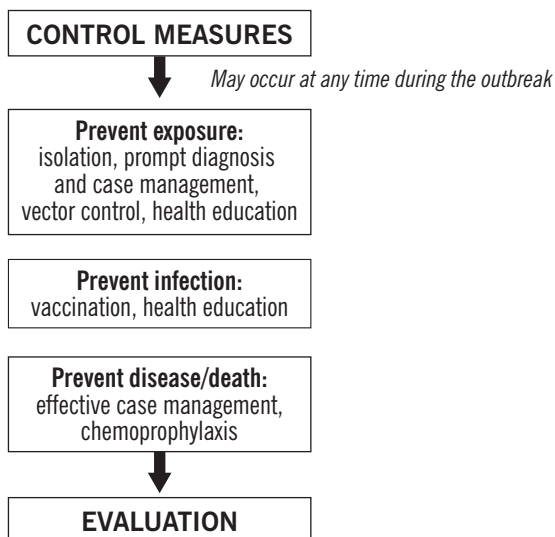 CONTROL MEASURES
May occur at any time during the outbreak
Prevent exposure:
isolation, prompt diagnosis
and case management,
vector control, health education
Prevent infection:
vaccination, health education
Prevent disease/death:
effective case management,
chemoprophylaxis
EVALUATION